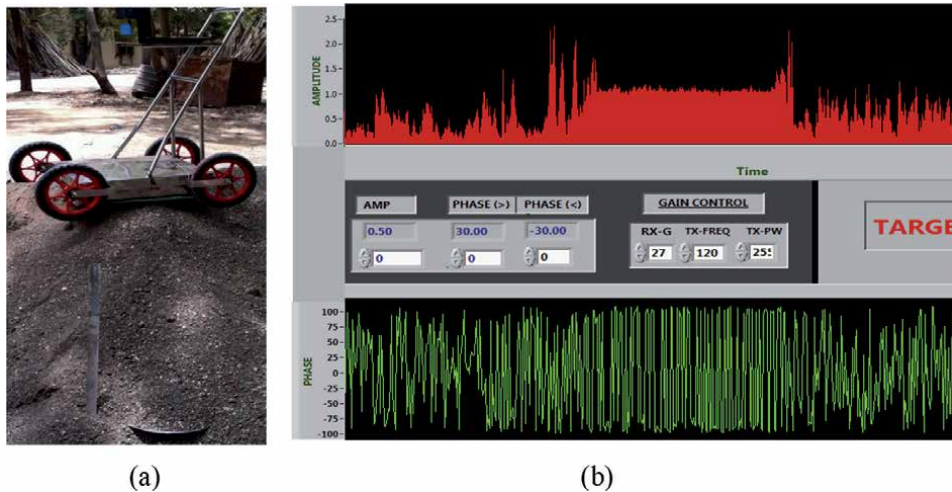 2.5
2.0
1.5
1.0
0.5
0.0
AMPLITUDE
Time
AMP PHASE (>) PHASE (<)
0.50 30.00 -30.00
0 0 0
GAIN CONTROL
RX-G TX-FREQ TX-PW
27 120 255
TARGE
100
75
50
25
0
-25
-50
-75
-100
PHASE
(a) (b)